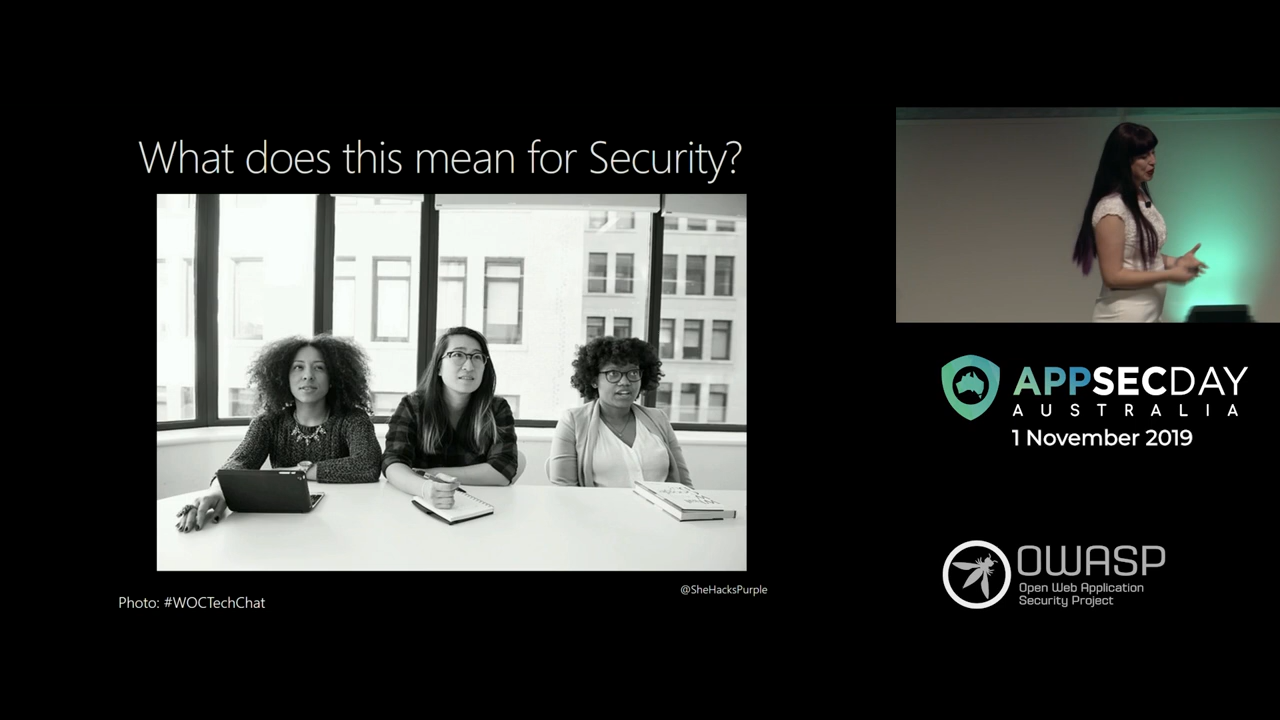 What does this mean for Security?
@SheHacksPurple
Photo: #WOCTechChat
APPSECDAY
AUSTRALIA
1 November 2019
OWASP
Open Web Application
Security Project